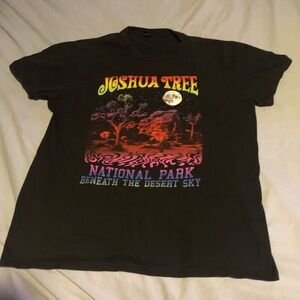 JOSHUA TREE
NATIONAL PARK
BENEATH THE DESERT SKY